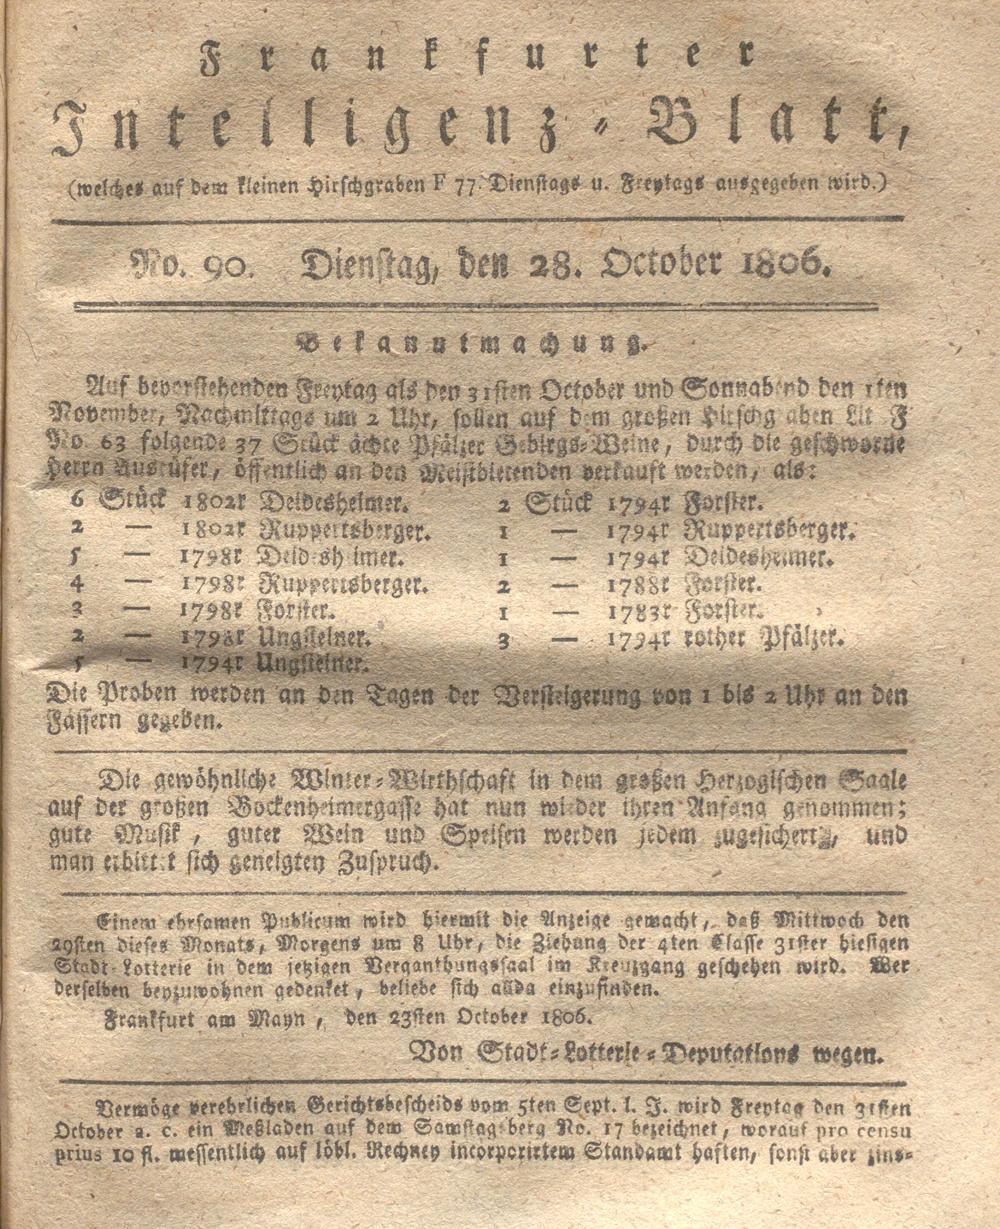 Frankfurter
Intelligenz-Blatt,
(welches auf dem kleinen Hirschgraben F 77. Dienstags u. Freytags ausgegeben wird.)
No. 90. Dienstag, den 28. October 1806.
Bekanntmachung.
Auf bevorstehenden Freytag als den 31sten October und Sonnabend den 1sten
November, Nachmittags um 2 Uhr, sollen auf dem großen Hirschgraben Lit F
No. 63 folgende 37 Stück ächte Pfälzer Gebirgs-Weine, durch die geschworne
Herrn Ausrüfer, öffentlich an den Meistbietenden verkauft werden, als:
6 Stück 1802r Deidesheimer. 2 Stück 1794r Forster.
2 — 1802r Ruppertsberger. 1 — 1794r Ruppertsberger.
5 — 1798r Deidesheimer. 1 — 1794r Deidesheimer.
4 — 1798r Ruppertsberger. 2 — 1788r Forster.
3 — 1798r Forster. 1 — 1783r Forster.
2 — 1798r Ungsteiner. 3 — 1794r rother Pfälzer.
5 — 1794r Ungsteiner.
Die Proben werden an den Tagen der Versteigerung von 1 bis 2 Uhr an den
Fässern gegeben.
Die gewöhnliche Winter-Wirthschaft in dem großen Herzogischen Saale
auf der großen Bockenheimergasse hat nun wieder ihren Anfang genommen;
gute Musik, guter Wein und Speisen werden jedem zugesichert, und
man erbittet sich geneigten Zuspruch.
Einem ehrsamen Publicum wird hiermit die Anzeige gemacht, daß Mittwoch den
29sten dieses Monats, Morgens um 8 Uhr, die Ziehung der 4ten Classe 31ster hiesigen
Stadt-Lotterie in dem jetzigen Verganthungssaal im Kreuzgang geschehen wird. Wer
derselben beyzuwohnen gedenket, beliebe sich allda einzufinden.
Frankfurt am Mayn, den 23sten October 1806.
Von Stadt-Lotterie-Deputations wegen.
Vermöge verehrlichen Gerichtsbescheids vom 5ten Sept. l. J. wird Freytag den 31sten
October a. c. ein Meßladen auf dem Samstagsberg No. 17 bezeichnet, worauf pro censu
prius 10 fl. messentlich auf löbl. Rechney incorporirtem Standamt haften, sonst aber zins-